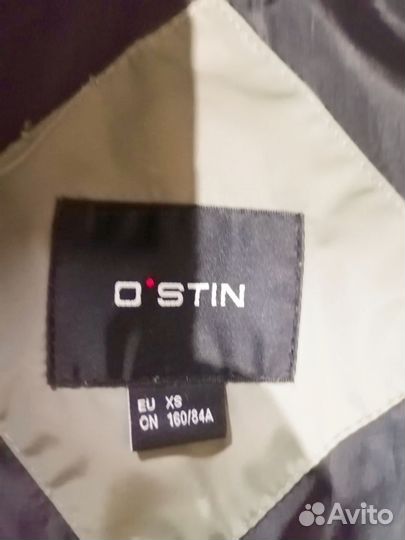 O'STIN
EU XS
CN 160/84A
Avito